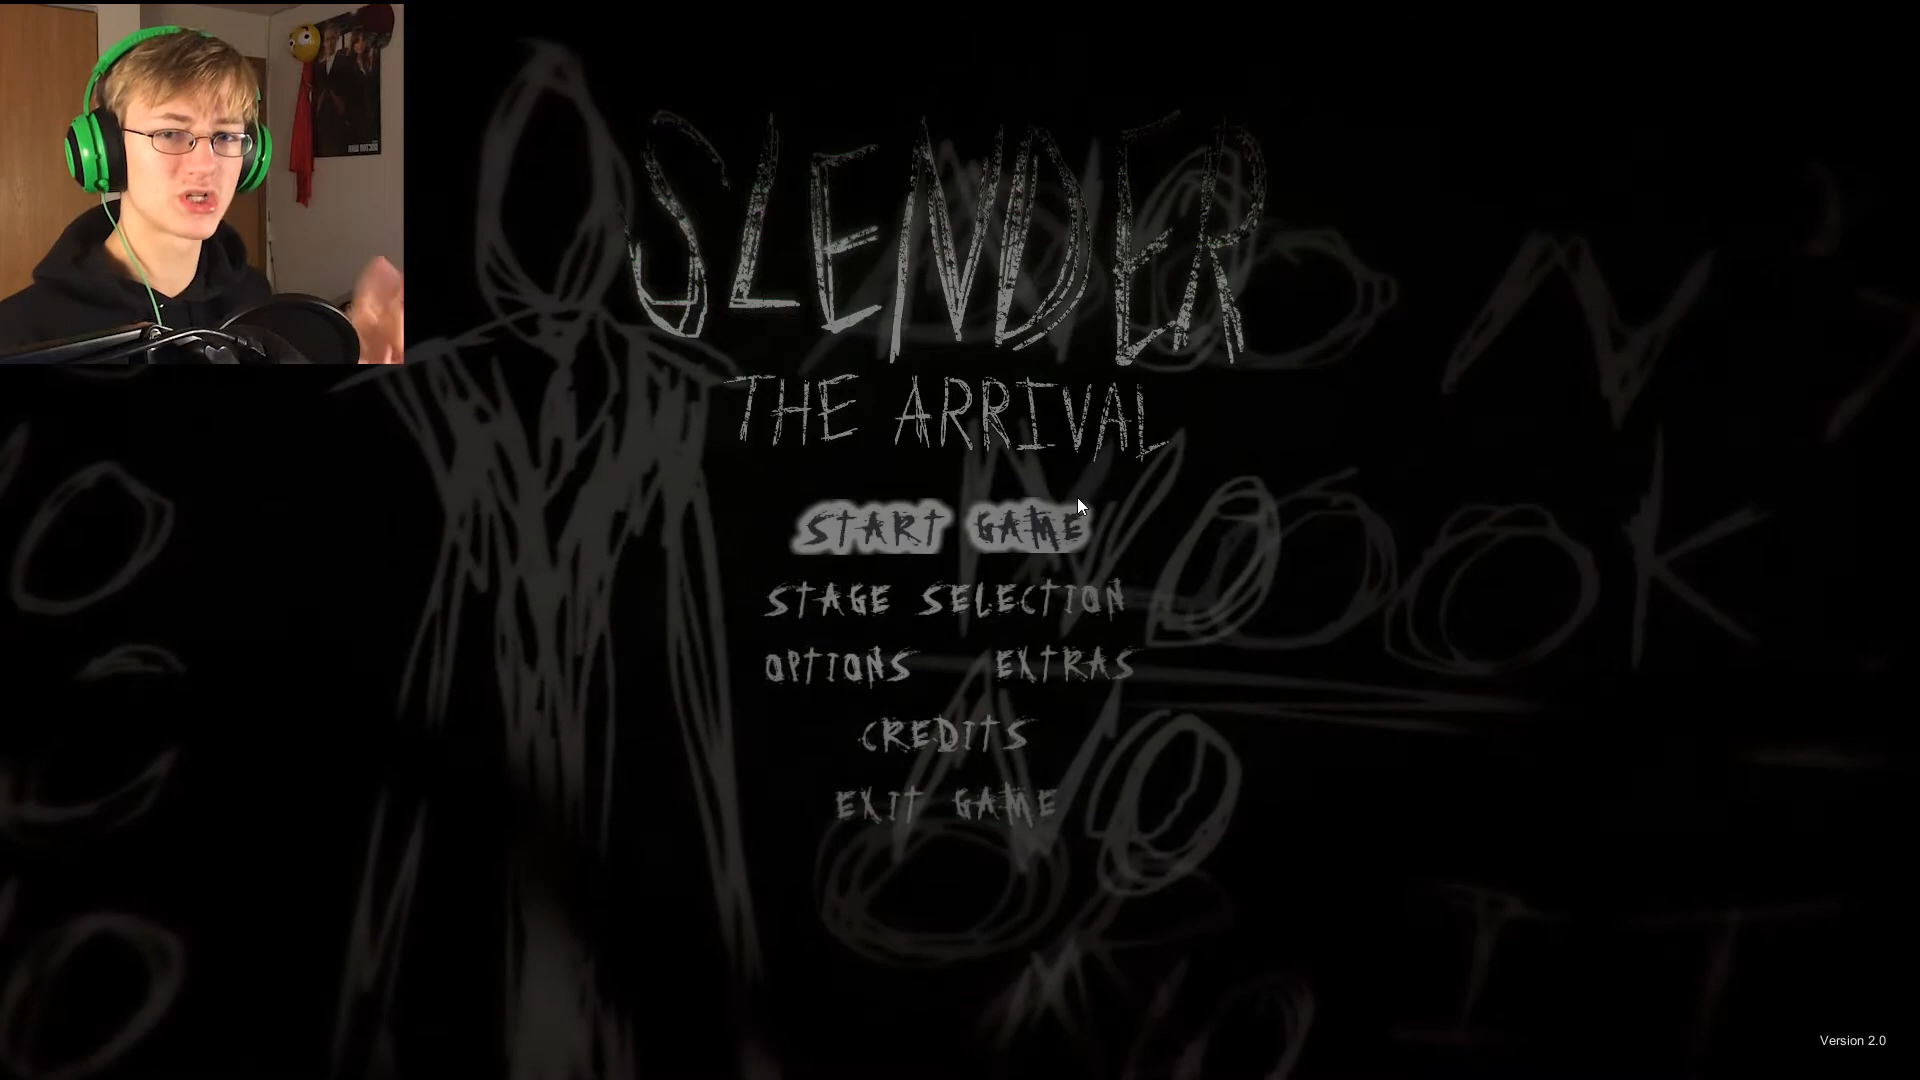 SLENDER
THE ARRIVAL
START GAME
STAGE SELECTION
OPTIONS EXTRAS
CREDITS
EXIT GAME
Version 2.0